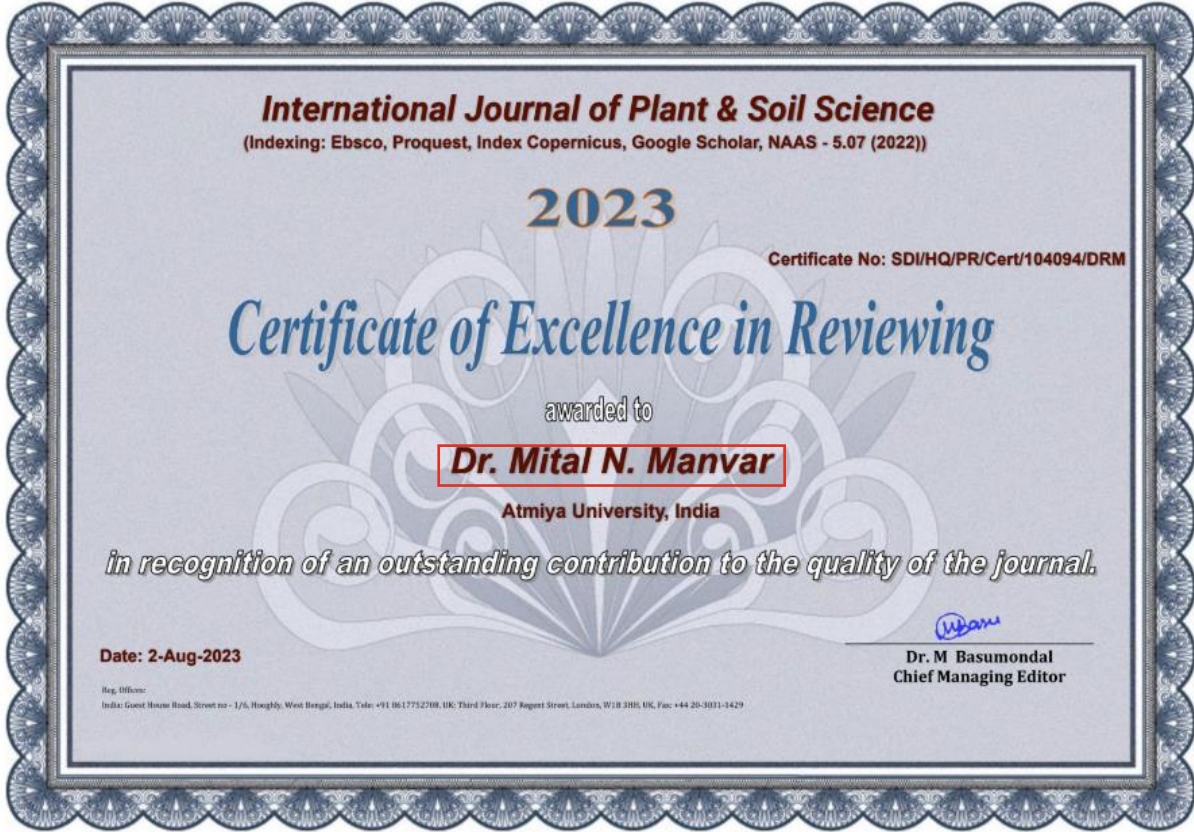 International Journal of Plant & Soil Science
(Indexing: Ebsco, Proquest, Index Copernicus, Google Scholar, NAAS - 5.07 (2022))
2023
Certificate No: SDI/HQ/PR/Cert/104094/DRM
Certificate of Excellence in Reviewing
awarded to
Dr. Mital N. Manvar
Atmiya University, India
in recognition of an outstanding contribution to the quality of the journal.
Date: 2-Aug-2023
Dr. M Basumondal
Chief Managing Editor
Reg. Offices:
India: Guest House Road, Street no - 1/6, Hooghly, West Bengal, India, Tele: +91 8617752708, UK: Third Floor, 207 Regent Street, London, W1B 3HH, UK, Fax: +44 20-3031-1429